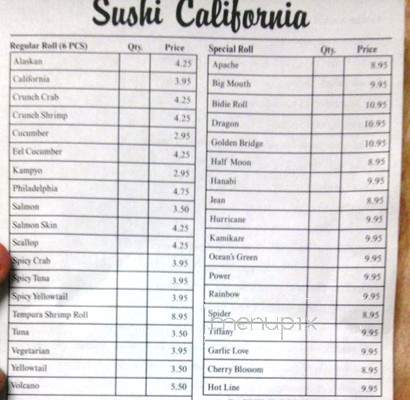 Sushi California
Regular Roll (6 PCS) Qty. Price
Alaskan 4.25
California 3.95
Crunch Crab 4.25
Crunch Shrimp 4.25
Cucumber 2.95
Eel Cucumber 4.25
Kampyo 2.95
Philadelphia 4.75
Salmon 3.50
Salmon Skin 4.25
Scallop 4.25
Spicy Crab 3.95
Spicy Tuna 3.95
Spicy Yellowtail 3.95
Tempura Shrimp Roll 8.95
Tuna 3.50
Vegetarian 3.95
Yellowtail 3.50
Volcano 5.50
Special Roll Qty. Price
Apache 8.95
Big Mouth 9.95
Bidie Roll 10.95
Dragon 10.95
Golden Bridge 10.95
Half Moon 8.95
Hanabi 9.95
Jean 8.95
Hurricane 9.95
Kamikaze 9.95
Ocean's Green 9.95
Power 9.95
Rainbow 9.95
Spider 8.95
Tiffany 9.95
Garlic Love 9.95
Cherry Blossom 8.95
Hot Line 9.95
menupix